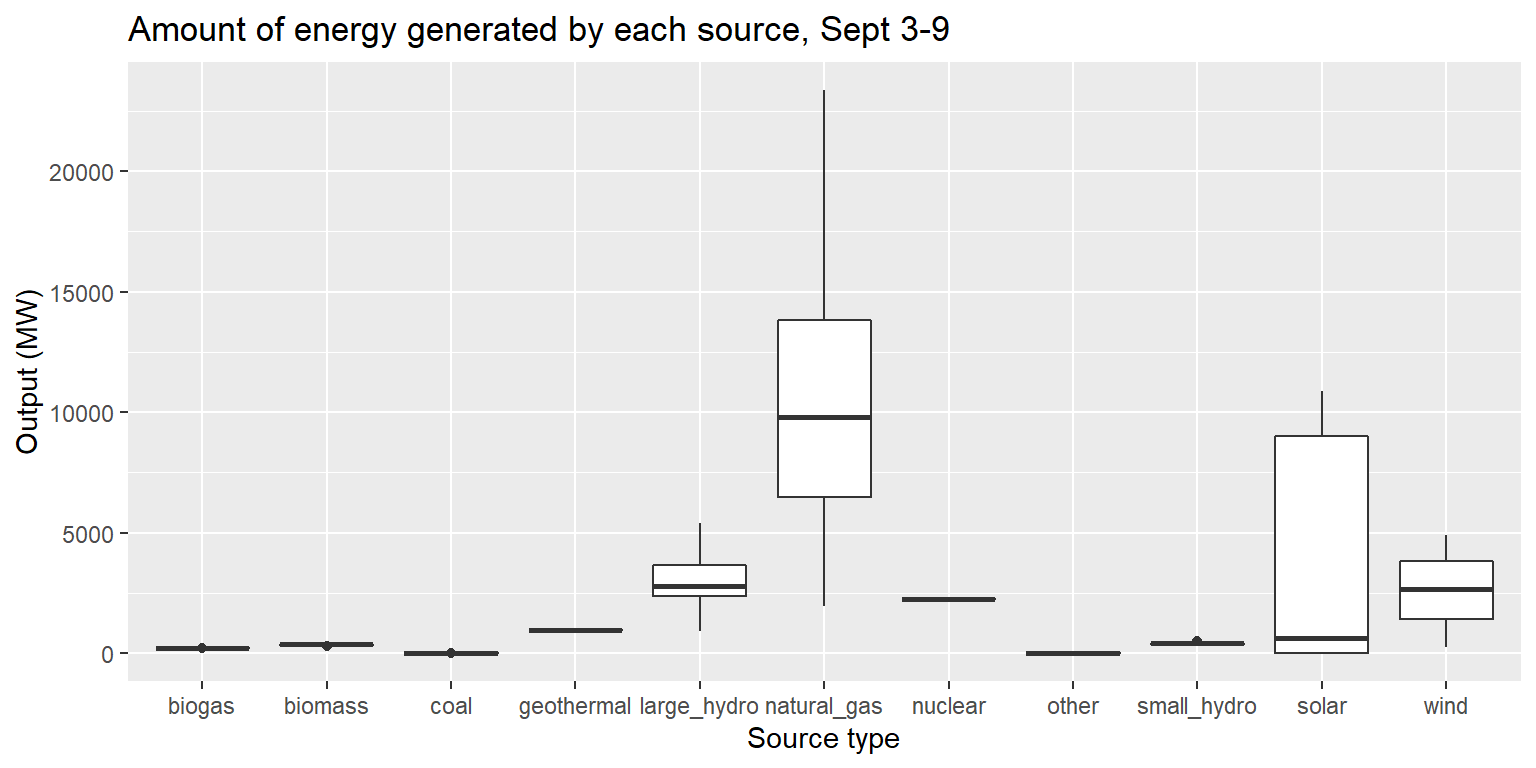 Amount of energy generated by each source, Sept 3-9
Output (MW)
20000
15000
10000
5000
0
biogas biomass coal geothermal large_hydro natural_gas nuclear other small_hydro solar wind
Source type